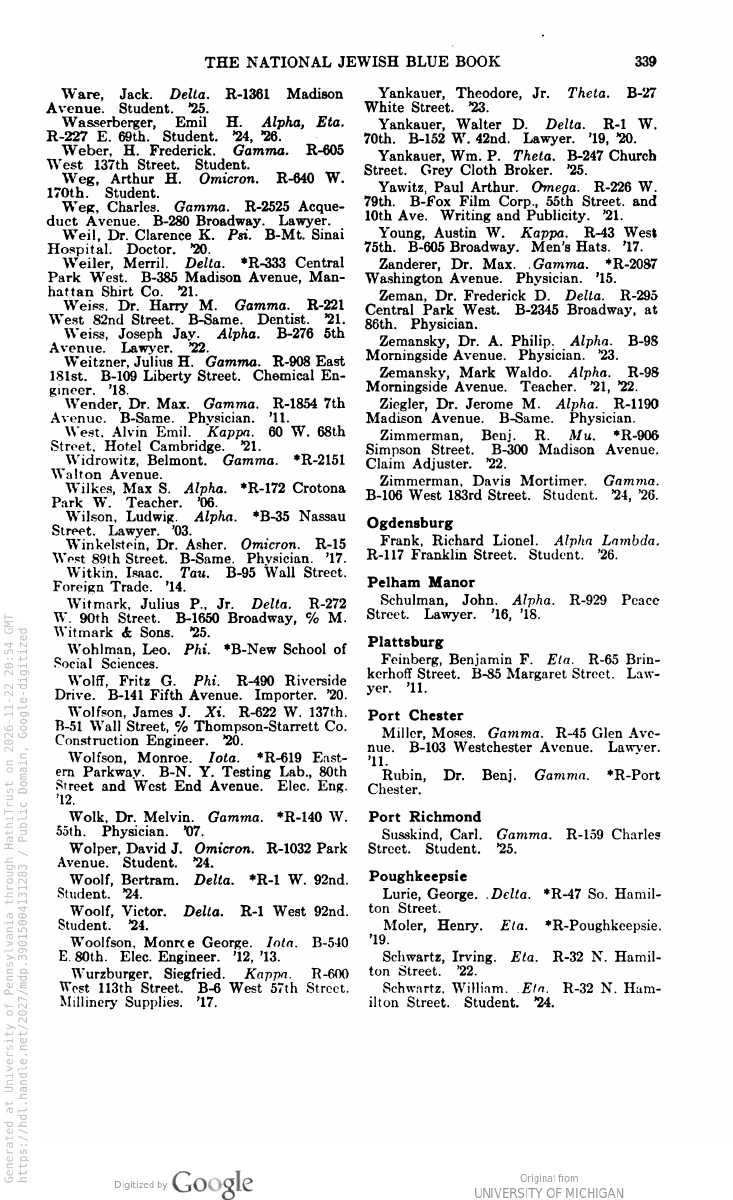 THE NATIONAL JEWISH BLUE BOOK 339
Ware, Jack. Delta. R-1361 Madison
Avenue. Student. '25.
Wasserberger, Emil H. Alpha, Eta.
R-227 E. 69th. Student. '24, '26.
Weber, H. Frederick. Gamma. R-605
West 137th Street. Student.
Weg, Arthur H. Omicron. R-640 W.
170th. Student.
Weg, Charles. Gamma. R-2525 Acque-
duct Avenue. B-280 Broadway. Lawyer.
Weil, Dr. Clarence K. Psi. B-Mt. Sinai
Hospital. Doctor. '20.
Weiler, Merril. Delta. *R-333 Central
Park West. B-385 Madison Avenue, Man-
hattan Shirt Co. '21.
Weiss, Dr. Harry M. Gamma. R-221
West 82nd Street. B-Same. Dentist. '21.
Weiss, Joseph Jay. Alpha. B-276 5th
Avenue. Lawyer. '22.
Weitzner, Julius H. Gamma. R-908 East
181st. B-109 Liberty Street. Chemical En-
gineer. '18.
Wender, Dr. Max. Gamma. R-1854 7th
Avenue. B-Same. Physician. '11.
West, Alvin Emil. Kappa. 60 W. 68th
Street, Hotel Cambridge. '21.
Widrowitz, Belmont. Gamma. *R-2151
Walton Avenue.
Wilkes, Max S. Alpha. *R-172 Crotona
Park W. Teacher. '06.
Wilson, Ludwig. Alpha. *B-35 Nassau
Street. Lawyer. '03.
Winkelstein, Dr. Asher. Omicron. R-15
West 89th Street. B-Same. Physician. '17.
Witkin, Isaac. Tau. B-95 Wall Street.
Foreign Trade. '14.
Witmark, Julius P., Jr. Delta. R-272
W. 90th Street. B-1650 Broadway, % M.
Witmark & Sons. '25.
Wohlman, Leo. Phi. *B-New School of
Social Sciences.
Wolff, Fritz G. Phi. R-490 Riverside
Drive. B-141 Fifth Avenue. Importer. '20.
Wolfson, James J. Xi. R-622 W. 137th.
B-51 Wall Street, % Thompson-Starrett Co.
Construction Engineer. '20.
Wolfson, Monroe. Iota. *R-619 East-
ern Parkway. B-N. Y. Testing Lab., 80th
Street and West End Avenue. Elec. Eng.
'12.
Wolk, Dr. Melvin. Gamma. *R-140 W.
55th. Physician. '07.
Wolper, David J. Omicron. R-1032 Park
Avenue. Student. '24.
Woolf, Bertram. Delta. *R-1 W. 92nd.
Student. '24.
Woolf, Victor. Delta. R-1 West 92nd.
Student. '24.
Woolfson, Monroe George. Iota. B-540
E. 80th. Elec. Engineer. '12, '13.
Wurzburger, Siegfried. Kappa. R-600
West 113th Street. B-6 West 57th Street.
Millinery Supplies. '17.
Yankauer, Theodore, Jr. Theta. B-27
White Street. '23.
Yankauer, Walter D. Delta. R-1 W.
70th. B-152 W. 42nd. Lawyer. '19, '20.
Yankauer, Wm. P. Theta. B-247 Church
Street. Grey Cloth Broker. '25.
Yawitz, Paul Arthur. Omega. R-226 W.
79th. B-Fox Film Corp., 55th Street. and
10th Ave. Writing and Publicity. '21.
Young, Austin W. Kappa. R-43 West
75th. B-605 Broadway. Men's Hats. '17.
Zanderer, Dr. Max. Gamma. *R-2087
Washington Avenue. Physician. '15.
Zeman, Dr. Frederick D. Delta. R-295
Central Park West. B-2345 Broadway, at
86th. Physician.
Zemansky, Dr. A. Philip. Alpha. B-98
Morningside Avenue. Physician. '23.
Zemansky, Mark Waldo. Alpha. R-98
Morningside Avenue. Teacher. '21, '22.
Ziegler, Dr. Jerome M. Alpha. R-1190
Madison Avenue. B-Same. Physician.
Zimmerman, Benj. R. Mu. *R-906
Simpson Street. B-300 Madison Avenue.
Claim Adjuster. '22.
Zimmerman, Davis Mortimer. Gamma.
B-106 West 183rd Street. Student. '24, '26.
Ogdensburg
Frank, Richard Lionel. Alpha Lambda.
R-117 Franklin Street. Student. '26.
Pelham Manor
Schulman, John. Alpha. R-929 Peace
Street. Lawyer. '16, '18.
Plattsburg
Feinberg, Benjamin F. Eta. R-65 Brin-
kerhoff Street. B-85 Margaret Street. Law-
yer. '11.
Port Chester
Miller, Moses. Gamma. R-45 Glen Ave-
nue. B-103 Westchester Avenue. Lawyer.
'11.
Rubin, Dr. Benj. Gamma. *R-Port
Chester.
Port Richmond
Susskind, Carl. Gamma. R-159 Charles
Street. Student. '25.
Poughkeepsie
Lurie, George. Delta. *R-47 So. Hamil-
ton Street.
Moler, Henry. Eta. *R-Poughkeepsie.
'19.
Schwartz, Irving. Eta. R-32 N. Hamil-
ton Street. '22.
Schwartz, William. Eta. R-32 N. Ham-
ilton Street. Student. '24.
Generated at University of Pennsylvania through HathiTrust on 2026-11-22 20:54 GMT
https://hdl.handle.net/2027/mdp.39015004131283 / Public Domain, Google-digitized
Digitized by Google
Original from
UNIVERSITY OF MICHIGAN